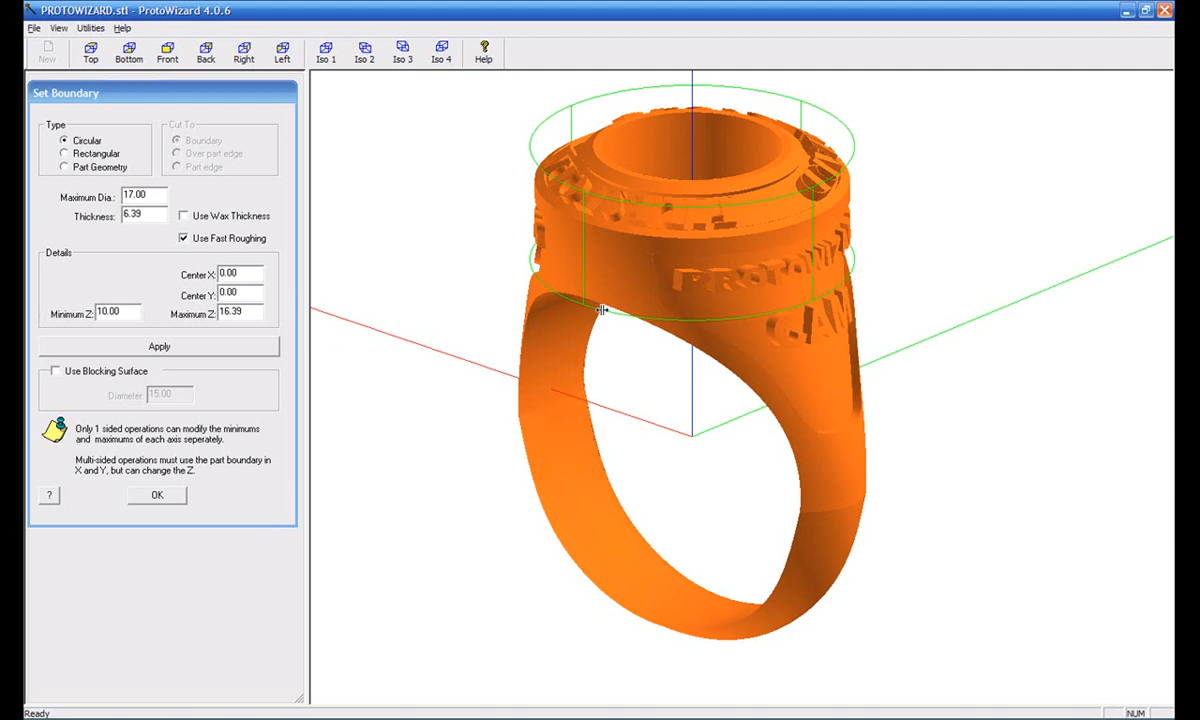 PROTOWIZARD.stl - ProtoWizard 4.0.6
File View Utilities Help
New Top Bottom Front Back Right Left Iso 1 Iso 2 Iso 3 Iso 4 Help
Set Boundary
Type
Circular
Rectangular
Part Geometry
Cut To
Boundary
Over part edge
Part edge
Maximum Dia.: 17.00
Thickness: 6.39
Use Wax Thickness
Use Fast Roughing
Details
Center X: 0.00
Center Y: 0.00
Minimum Z: 10.00 Maximum Z: 16.39
Apply
Use Blocking Surface
Diameter: 15.00
Only 1 sided operations can modify the minimums
and maximums of each axis seperately.
Multi-sided operations must use the part boundary in
X and Y, but can change the Z.
? OK
Ready
NUM